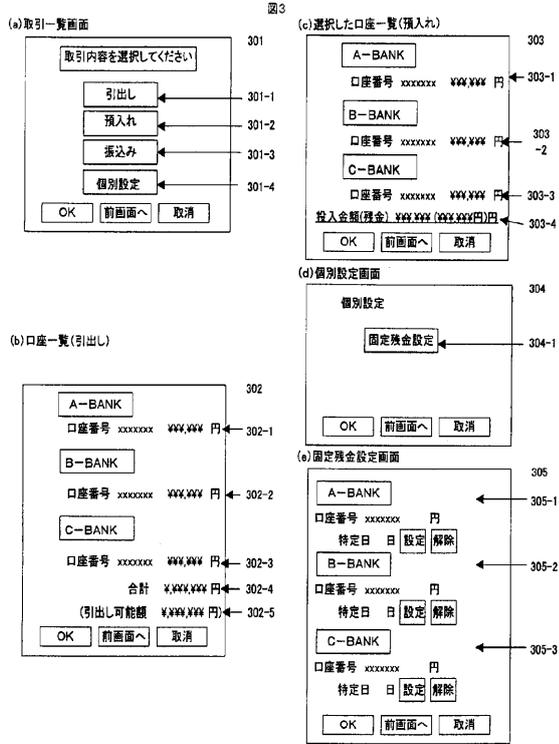 図3
(a)取引一覧画面
301
取引内容を選択してください
引出し
301-1
預入れ
301-2
振込み
301-3
個別設定
301-4
OK 前画面へ 取消
(b)口座一覧(引出し)
302
A-BANK
口座番号 xxxxxxx ¥¥¥,¥¥¥ 円
302-1
B-BANK
口座番号 xxxxxxx ¥¥¥,¥¥¥ 円
302-2
C-BANK
口座番号 xxxxxxx ¥¥¥,¥¥¥ 円
302-3
合計 ¥,¥¥¥,¥¥¥ 円
302-4
(引出し可能額 ¥,¥¥¥,¥¥¥ 円)
302-5
OK 前画面へ 取消
(c)選択した口座一覧(預入れ)
303
A-BANK
303-1
口座番号 xxxxxxx ¥¥¥,¥¥¥ 円
B-BANK
口座番号 xxxxxxx ¥¥¥,¥¥¥ 円
303
-2
C-BANK
口座番号 xxxxxxx ¥¥¥,¥¥¥ 円
303-3
投入金額(残金) ¥¥¥,¥¥¥ (¥¥¥,¥¥¥円)円
303-4
OK 前画面へ 取消
(d)個別設定画面
304
個別設定
固定残金設定
304-1
OK 前画面へ 取消
(e)固定残金設定画面
305
A-BANK
305-1
口座番号 xxxxxxx 円
特定日 日 設定 解除
B-BANK
305-2
口座番号 xxxxxxx 円
特定日 日 設定 解除
C-BANK
305-3
口座番号 xxxxxxx 円
特定日 日 設定 解除
OK 前画面へ 取消